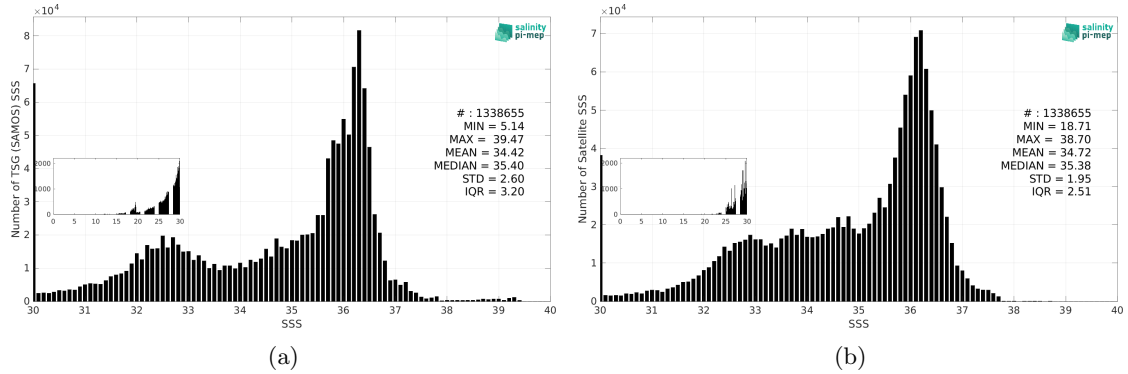 ×10⁴
salinity
pi-mep
Number of TSG (SAMOS) SSS
8
7
6
5
4
3
2
1
0
# : 1338655
MIN = 5.14
MAX = 39.47
MEAN = 34.42
MEDIAN = 35.40
STD = 2.60
IQR = 3.20
2000
1000
0
0 5 10 15 20 25 30
30 31 32 33 34 35 36 37 38 39 40
SSS
(a)
×10⁴
salinity
pi-mep
Number of Satellite SSS
7
6
5
4
3
2
1
0
# : 1338655
MIN = 18.71
MAX = 38.70
MEAN = 34.72
MEDIAN = 35.38
STD = 1.95
IQR = 2.51
2000
1000
0
0 5 10 15 20 25 30
30 31 32 33 34 35 36 37 38 39 40
SSS
(b)